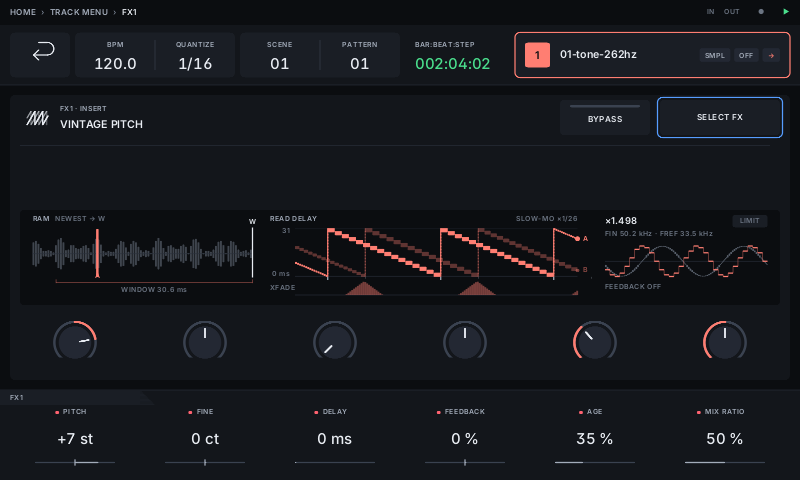 HOME › TRACK MENU › FX1
IN OUT
BPM
120.0
QUANTIZE
1/16
SCENE
01
PATTERN
01
BAR:BEAT:STEP
002:04:02
1
01-tone-262hz
SMPL
OFF
→
FX1 · INSERT
VINTAGE PITCH
BYPASS
SELECT FX
RAM NEWEST → W
W
WINDOW 30.6 ms
READ DELAY
SLOW-MO ×1/26
31
0 ms
A
B
XFADE
×1.498
LIMIT
FIN 50.2 kHz · FREF 33.5 kHz
FEEDBACK OFF
FX1
PITCH
+7 st
FINE
0 ct
DELAY
0 ms
FEEDBACK
0 %
AGE
35 %
MIX RATIO
50 %